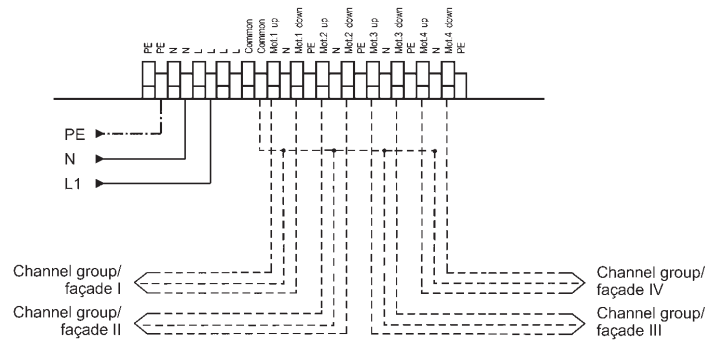 PE
PE
N
N
L
L
L
L
Common
Common
Mot.1 up
N
Mot.1 down
PE
Mot.2 up
N
Mot.2 down
PE
Mot.3 up
N
Mot.3 down
PE
Mot.4 up
N
Mot.4 down
PE
PE
N
L1
Channel group/
façade I
Channel group/
façade II
Channel group/
façade IV
Channel group/
façade III